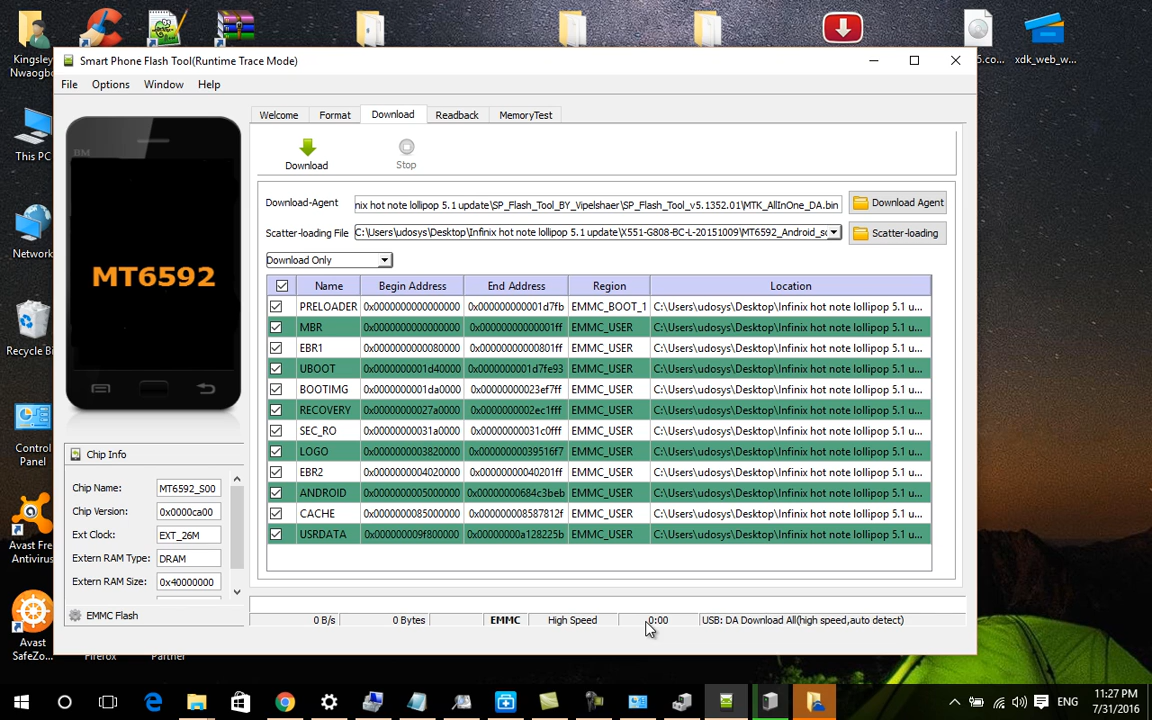 Kingsley
Nwaogbo
5.co...
xdk_web_w...
Smart Phone Flash Tool(Runtime Trace Mode)
File Options Window Help
This PC
Network
Recycle Bi
Control
Panel
Avast Fre
Antivirus
Avast
SafeZo...
Firefox
Partner
BM
MT6592
Chip Info
Chip Name: MT6592_S00
Chip Version: 0x0000ca00
Ext Clock: EXT_26M
Extern RAM Type: DRAM
Extern RAM Size: 0x40000000
EMMC Flash
Welcome Format Download Readback MemoryTest
Download Stop
Download-Agent nix hot note lollipop 5.1 update\SP_Flash_Tool_BY_Vipelshaer\SP_Flash_Tool_v5.1352.01\MTK_AllInOne_DA.bin Download Agent
Scatter-loading File C:\Users\udosys\Desktop\Infinix hot note lollipop 5.1 update\X551-G808-BC-L-20151009\MT6592_Android_sc Scatter-loading
Download Only
Name Begin Address End Address Region Location
PRELOADER 0x0000000000000000 0x000000000001d7fb EMMC_BOOT_1 C:\Users\udosys\Desktop\Infinix hot note lollipop 5.1 u...
MBR 0x0000000000000000 0x00000000000001ff EMMC_USER C:\Users\udosys\Desktop\Infinix hot note lollipop 5.1 u...
EBR1 0x0000000000080000 0x00000000000801ff EMMC_USER C:\Users\udosys\Desktop\Infinix hot note lollipop 5.1 u...
UBOOT 0x0000000001d40000 0x0000000001d7fe93 EMMC_USER C:\Users\udosys\Desktop\Infinix hot note lollipop 5.1 u...
BOOTIMG 0x0000000001da0000 0x00000000023ef7ff EMMC_USER C:\Users\udosys\Desktop\Infinix hot note lollipop 5.1 u...
RECOVERY 0x00000000027a0000 0x0000000002ec1fff EMMC_USER C:\Users\udosys\Desktop\Infinix hot note lollipop 5.1 u...
SEC_RO 0x00000000031a0000 0x00000000031c0fff EMMC_USER C:\Users\udosys\Desktop\Infinix hot note lollipop 5.1 u...
LOGO 0x0000000003820000 0x00000000039516f7 EMMC_USER C:\Users\udosys\Desktop\Infinix hot note lollipop 5.1 u...
EBR2 0x0000000004020000 0x00000000040201ff EMMC_USER C:\Users\udosys\Desktop\Infinix hot note lollipop 5.1 u...
ANDROID 0x0000000005000000 0x00000000684c3beb EMMC_USER C:\Users\udosys\Desktop\Infinix hot note lollipop 5.1 u...
CACHE 0x0000000085000000 0x000000008587812f EMMC_USER C:\Users\udosys\Desktop\Infinix hot note lollipop 5.1 u...
USRDATA 0x000000009f800000 0x00000000a128225b EMMC_USER C:\Users\udosys\Desktop\Infinix hot note lollipop 5.1 u...
0 B/s 0 Bytes EMMC High Speed 0:00 USB: DA Download All(high speed,auto detect)
ENG
11:27 PM
7/31/2016